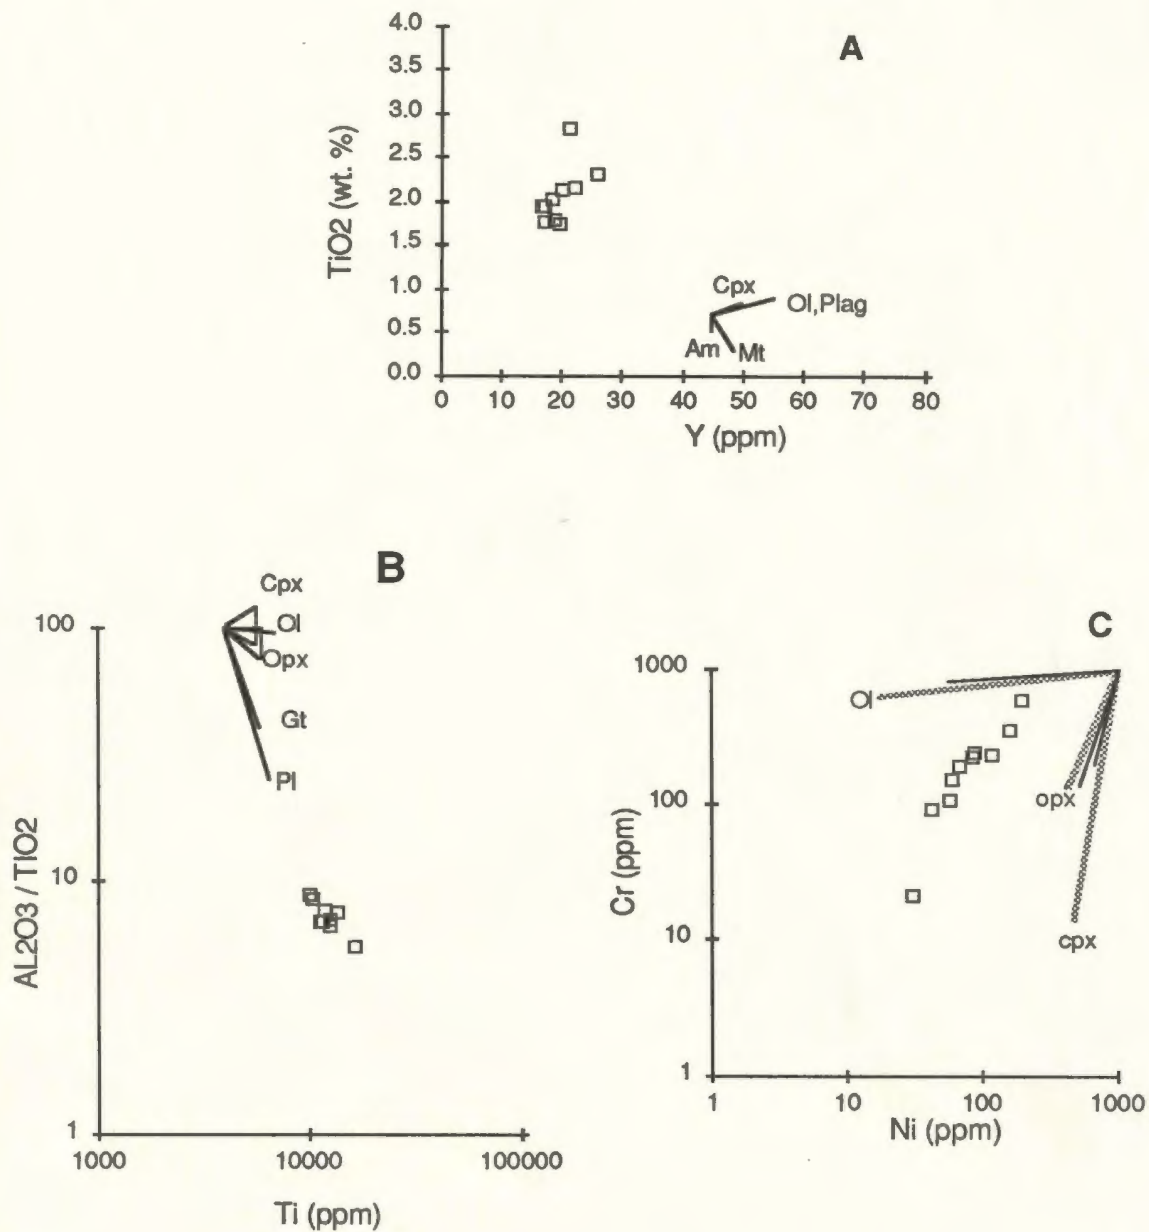 A
4.0
3.5
3.0
2.5
2.0
1.5
1.0
0.5
0.0
TiO2 (wt. %)
Cpx
Ol,Plag
Am
Mt
0 10 20 30 40 50 60 70 80
Y (ppm)
B
Cpx
Ol
Opx
Gt
Pl
100
10
1
AL2O3 / TIO2
1000 10000 100000
Ti (ppm)
C
1000
100
10
1
Cr (ppm)
Ol
opx
cpx
1 10 100 1000
Ni (ppm)